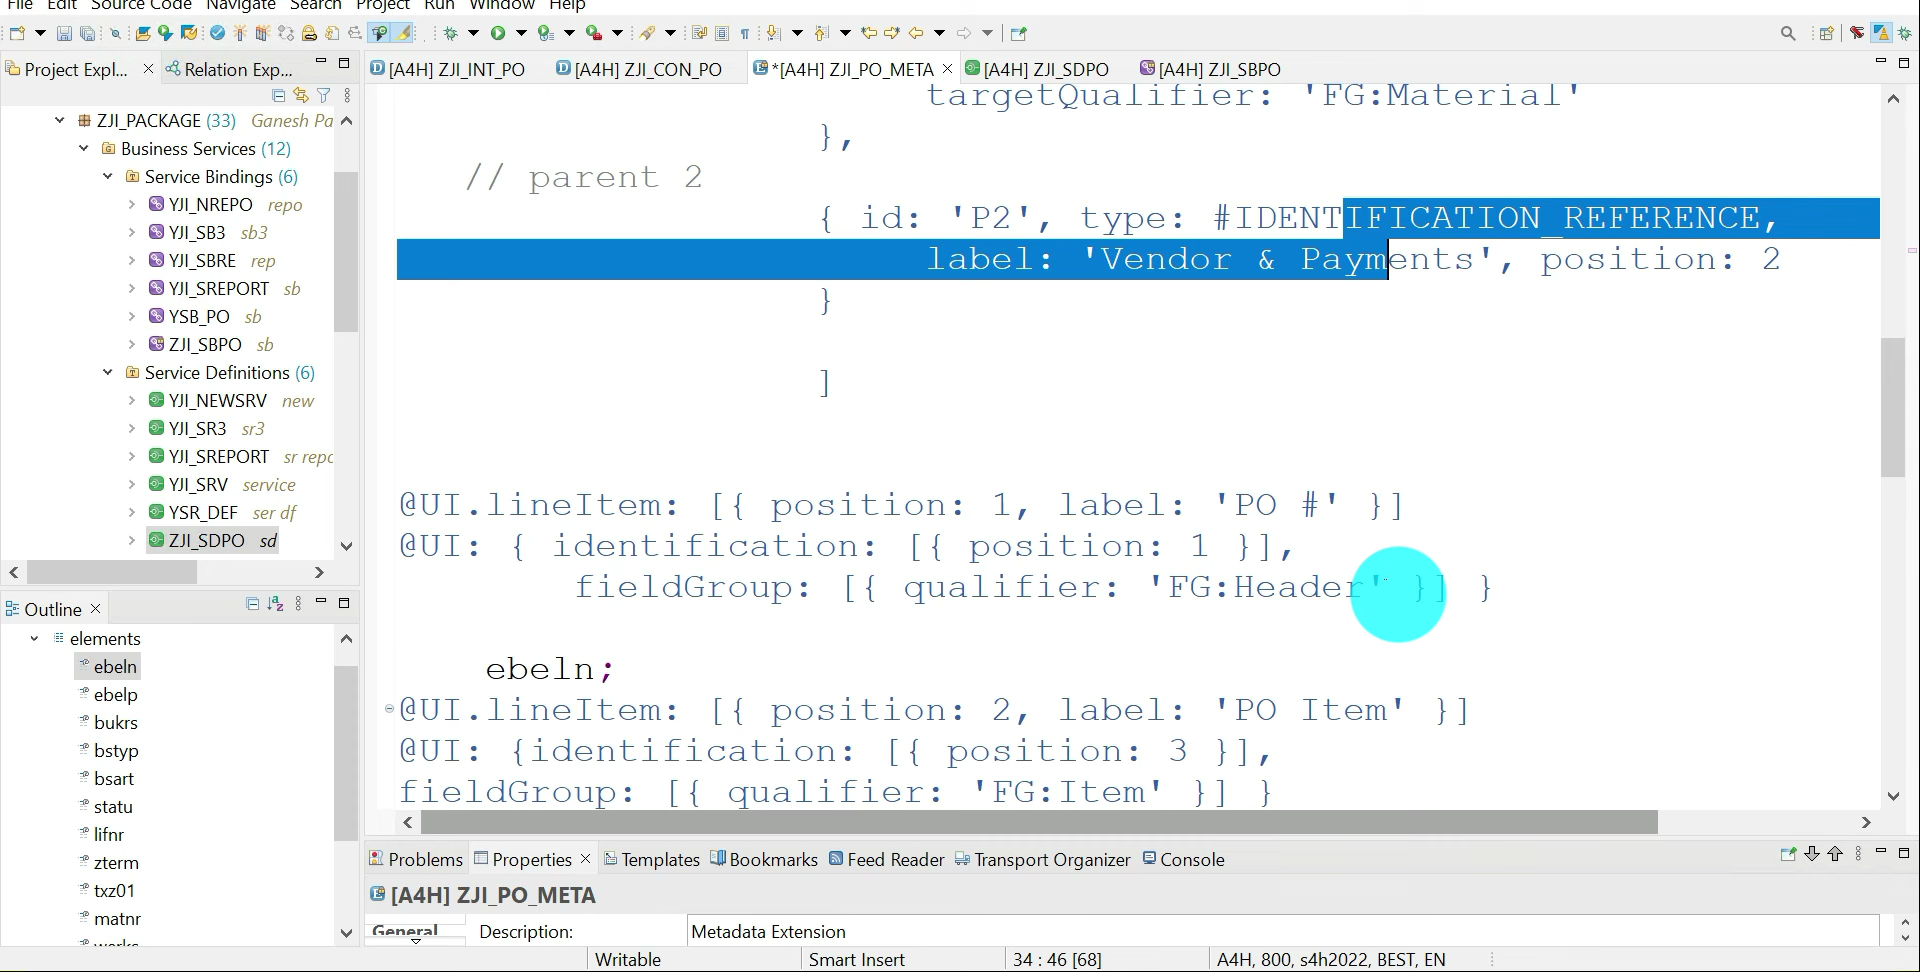 File Edit Source Code Navigate Search Project Run Window Help
Project Expl... Relation Exp...
ZJI_PACKAGE (33) Ganesh Pa
Business Services (12)
Service Bindings (6)
YJI_NREPO repo
YJI_SB3 sb3
YJI_SBRE rep
YJI_SREPORT sb
YSB_PO sb
ZJI_SBPO sb
Service Definitions (6)
YJI_NEWSRV new
YJI_SR3 sr3
YJI_SREPORT sr repo
YJI_SRV service
YSR_DEF ser df
ZJI_SDPO sd
Outline
elements
ebeln
ebelp
bukrs
bstyp
bsart
statu
lifnr
zterm
txz01
matnr
werks
[A4H] ZJI_INT_PO [A4H] ZJI_CON_PO *[A4H] ZJI_PO_META [A4H] ZJI_SDPO [A4H] ZJI_SBPO
targetQualifier: 'FG:Material'
},
// parent 2
{ id: 'P2', type: #IDENTIFICATION_REFERENCE,
label: 'Vendor & Payments', position: 2
}
]
@UI.lineItem: [{ position: 1, label: 'PO #' }]
@UI: { identification: [{ position: 1 }],
fieldGroup: [{ qualifier: 'FG:Header' }] }
ebeln;
@UI.lineItem: [{ position: 2, label: 'PO Item' }]
@UI: {identification: [{ position: 3 }],
fieldGroup: [{ qualifier: 'FG:Item' }] }
Problems Properties Templates Bookmarks Feed Reader Transport Organizer Console
[A4H] ZJI_PO_META
General Description: Metadata Extension
Writable Smart Insert 34 : 46 [68] A4H, 800, s4h2022, BEST, EN